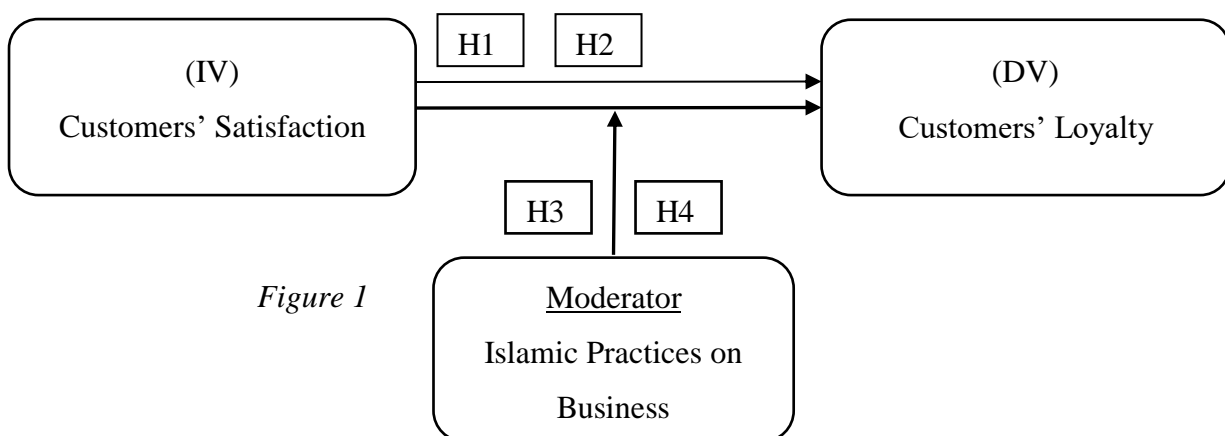 H1
H2
(IV)
Customers’ Satisfaction
(DV)
Customers’ Loyalty
H3
H4
Figure 1
Moderator
Islamic Practices on
Business